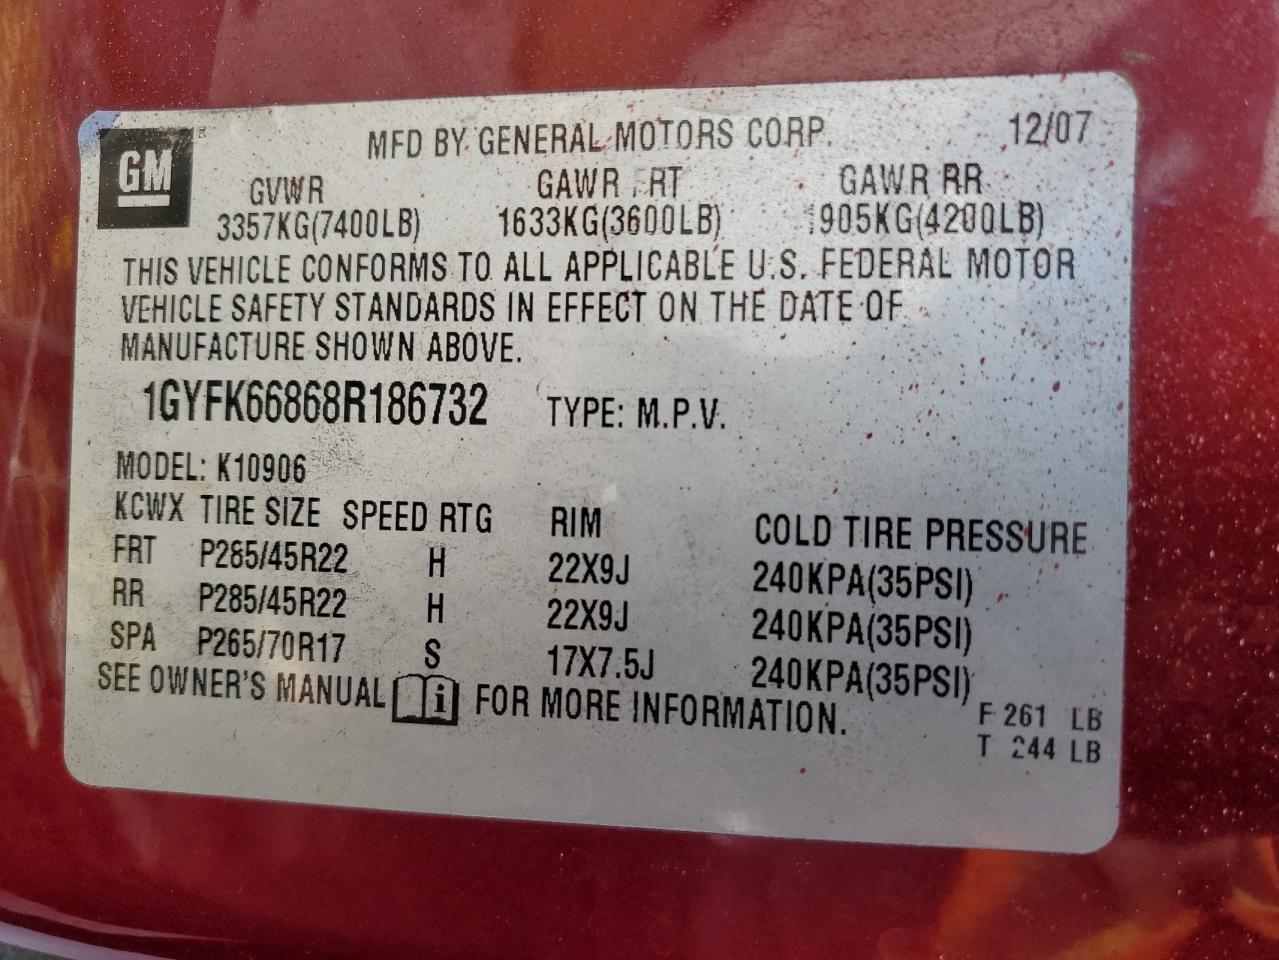 GM
MFD BY GENERAL MOTORS CORP. 12/07
GVWR GAWR FRT GAWR RR
3357KG(7400LB) 1633KG(3600LB) 1905KG(4200LB)
THIS VEHICLE CONFORMS TO ALL APPLICABLE U.S. FEDERAL MOTOR
VEHICLE SAFETY STANDARDS IN EFFECT ON THE DATE OF
MANUFACTURE SHOWN ABOVE.
1GYFK66868R186732 TYPE: M.P.V.
MODEL: K10906
KCWX TIRE SIZE SPEED RTG RIM COLD TIRE PRESSURE
FRT P285/45R22 H 22X9J 240KPA(35PSI)
RR P285/45R22 H 22X9J 240KPA(35PSI)
SPA P265/70R17 S 17X7.5J 240KPA(35PSI)
SEE OWNER'S MANUAL i FOR MORE INFORMATION.
F 261 LB
T 244 LB